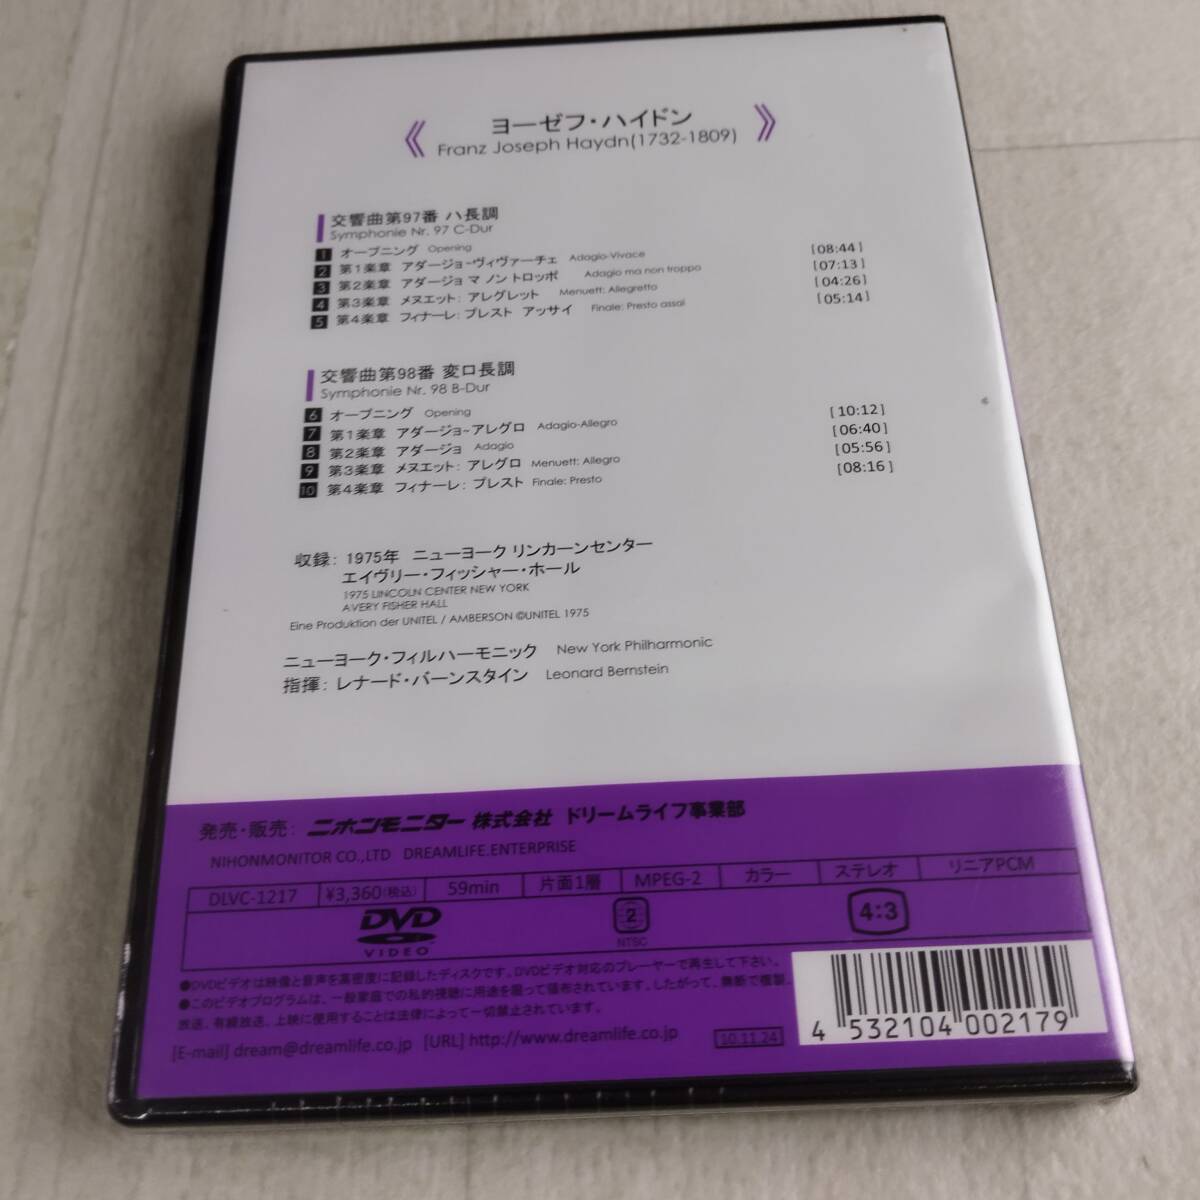 ヨーゼフ・ハイドン
Franz Joseph Haydn(1732-1809)
交響曲第97番 ハ長調
Symphonie Nr. 97 C-Dur
1 オープニング Opening
2 第1楽章 アダージョ-ヴィヴァーチェ Adagio-Vivace [08:44]
3 第2楽章 アダージョ マ ノン トロッポ Adagio ma non troppo [07:13]
4 第3楽章 メヌエット: アレグレット Menuett: Allegretto [04:26]
5 第4楽章 フィナーレ: プレスト アッサイ Finale: Presto assai [05:14]
交響曲第98番 変ロ長調
Symphonie Nr. 98 B-Dur
6 オープニング Opening
7 第1楽章 アダージョ-アレグロ Adagio-Allegro [10:12]
8 第2楽章 アダージョ Adagio [06:40]
9 第3楽章 メヌエット: アレグロ Menuett: Allegro [05:56]
10 第4楽章 フィナーレ: プレスト Finale: Presto [08:16]
収録: 1975年 ニューヨーク リンカーンセンター
エイヴリー・フィッシャー・ホール
1975 LINCOLN CENTER NEW YORK
AVERY FISHER HALL
Eine Produktion der UNITEL / AMBERSON ©UNITEL 1975
ニューヨーク・フィルハーモニック New York Philharmonic
指揮: レナード・バーンスタイン Leonard Bernstein
発売・販売: ニホンモニター 株式会社 ドリームライフ事業部
NIHONMONITOR CO.,LTD DREAMLIFE.ENTERPRISE
DLVC-1217 ¥3,360(税込) 59min 片面1層 MPEG-2 カラー ステレオ リニアPCM
DVD VIDEO 2 NTSC 4:3
●DVDビデオは映像と音声を高密度に記録したディスクです。DVDビデオ対応のプレーヤーで再生して下さい。
●このビデオプログラムは、一般家庭での私的視聴に用途を限って頒布されています。したがって、無断で複製、
放送、有線放送、上映に使用することは法律によって一切禁止されています。
[E-mail] dream@dreamlife.co.jp [URL] http://www.dreamlife.co.jp 10.11.24
4 532104 002179